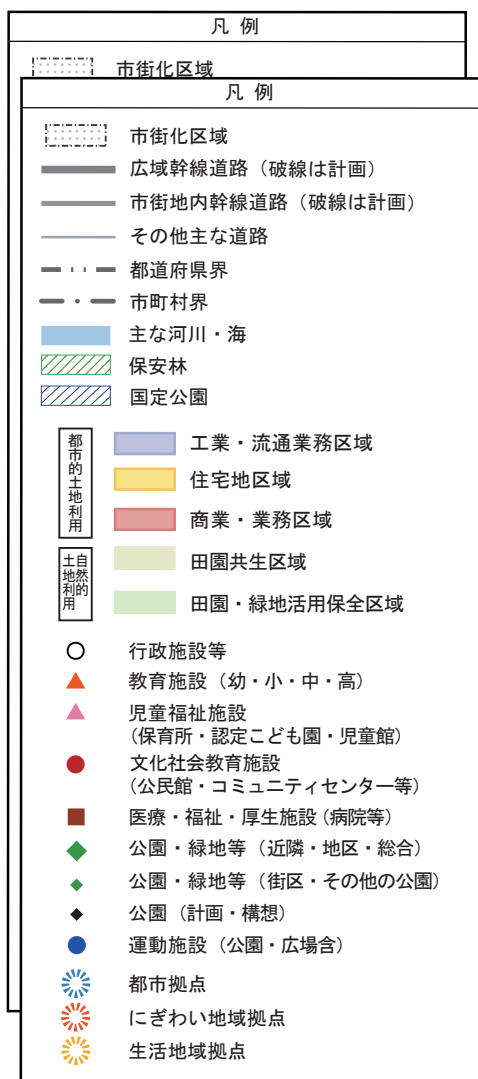 凡 例
市街化区域
凡 例
市街化区域
広域幹線道路（破線は計画）
市街地内幹線道路（破線は計画）
その他主な道路
都道府県界
市町村界
主な河川・海
保安林
国定公園
都市的土地利用
工業・流通業務区域
住宅地区域
商業・業務区域
自然的
土地利用
田園共生区域
田園・緑地活用保全区域
行政施設等
教育施設（幼・小・中・高）
児童福祉施設
（保育所・認定こども園・児童館）
文化社会教育施設
（公民館・コミュニティセンター等）
医療・福祉・厚生施設（病院等）
公園・緑地等（近隣・地区・総合）
公園・緑地等（街区・その他の公園）
公園（計画・構想）
運動施設（公園・広場含）
都市拠点
にぎわい地域拠点
生活地域拠点